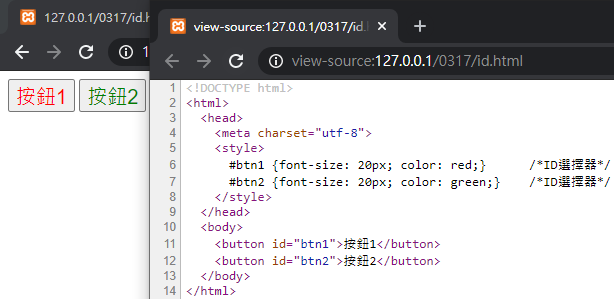 127.0.0.1/0317/id.html
view-source:127.0.0.1/0317/id.h
1
view-source:127.0.0.1/0317/id.html
按鈕1 按鈕2
1 <!DOCTYPE html>
2 <html>
3 <head>
4 <meta charset="utf-8">
5 <style>
6 #btn1 {font-size: 20px; color: red;} /*ID選擇器*/
7 #btn2 {font-size: 20px; color: green;} /*ID選擇器*/
8 </style>
9 </head>
10 <body>
11 <button id="btn1">按鈕1</button>
12 <button id="btn2">按鈕2</button>
13 </body>
14 </html>